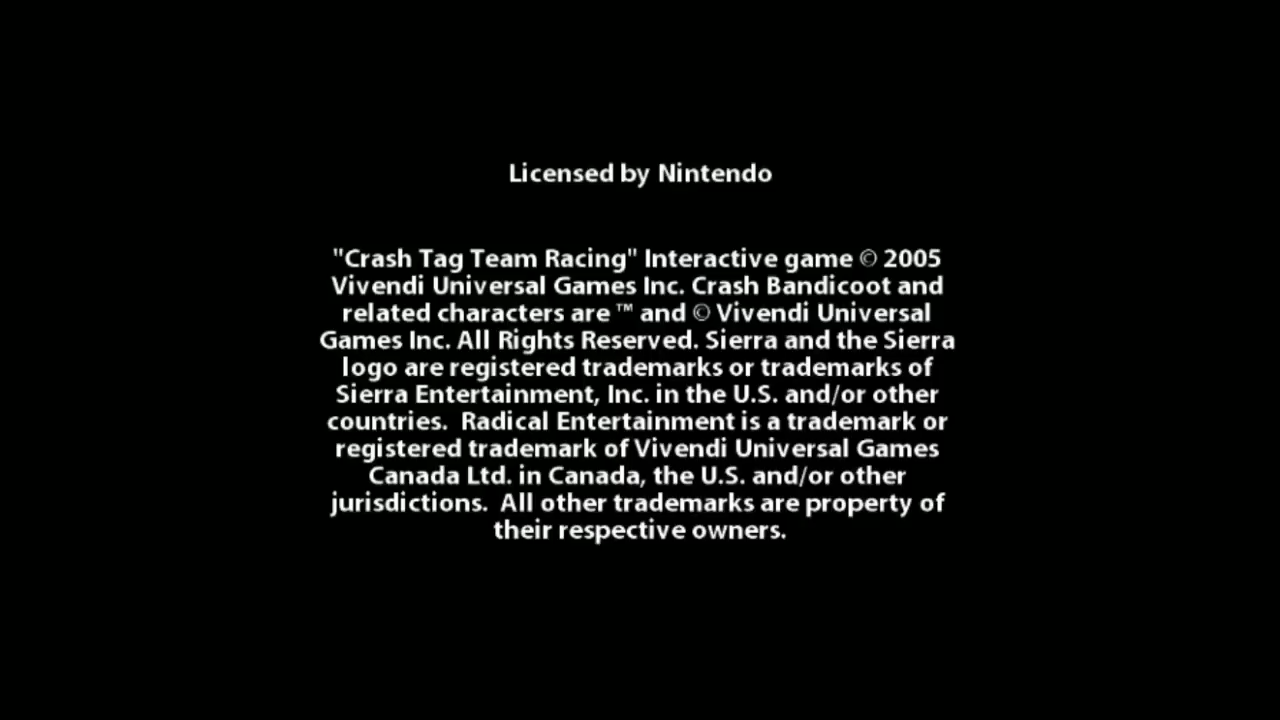 Licensed by Nintendo
"Crash Tag Team Racing" Interactive game © 2005
Vivendi Universal Games Inc. Crash Bandicoot and
related characters are ™ and © Vivendi Universal
Games Inc. All Rights Reserved. Sierra and the Sierra
logo are registered trademarks or trademarks of
Sierra Entertainment, Inc. in the U.S. and/or other
countries.  Radical Entertainment is a trademark or
registered trademark of Vivendi Universal Games
Canada Ltd. in Canada, the U.S. and/or other
jurisdictions.  All other trademarks are property of
their respective owners.